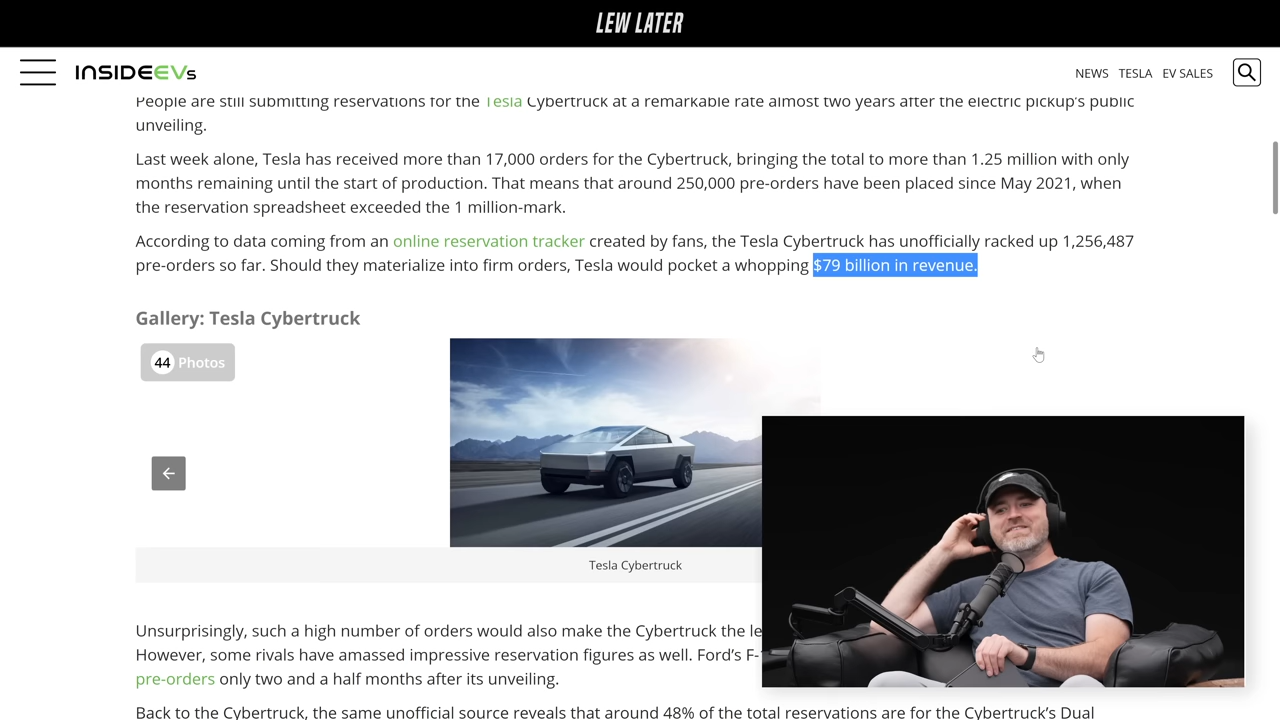 LEW LATER
INSIDEEVs
NEWS TESLA EV SALES
People are still submitting reservations for the Tesla Cybertruck at a remarkable rate almost two years after the electric pickup's public
unveiling.
Last week alone, Tesla has received more than 17,000 orders for the Cybertruck, bringing the total to more than 1.25 million with only
months remaining until the start of production. That means that around 250,000 pre-orders have been placed since May 2021, when
the reservation spreadsheet exceeded the 1 million-mark.
According to data coming from an online reservation tracker created by fans, the Tesla Cybertruck has unofficially racked up 1,256,487
pre-orders so far. Should they materialize into firm orders, Tesla would pocket a whopping $79 billion in revenue.
Gallery: Tesla Cybertruck
44 Photos
Tesla Cybertruck
Unsurprisingly, such a high number of orders would also make the Cybertruck the le
However, some rivals have amassed impressive reservation figures as well. Ford's F-
pre-orders only two and a half months after its unveiling.
Back to the Cybertruck, the same unofficial source reveals that around 48% of the total reservations are for the Cybertruck's Dual